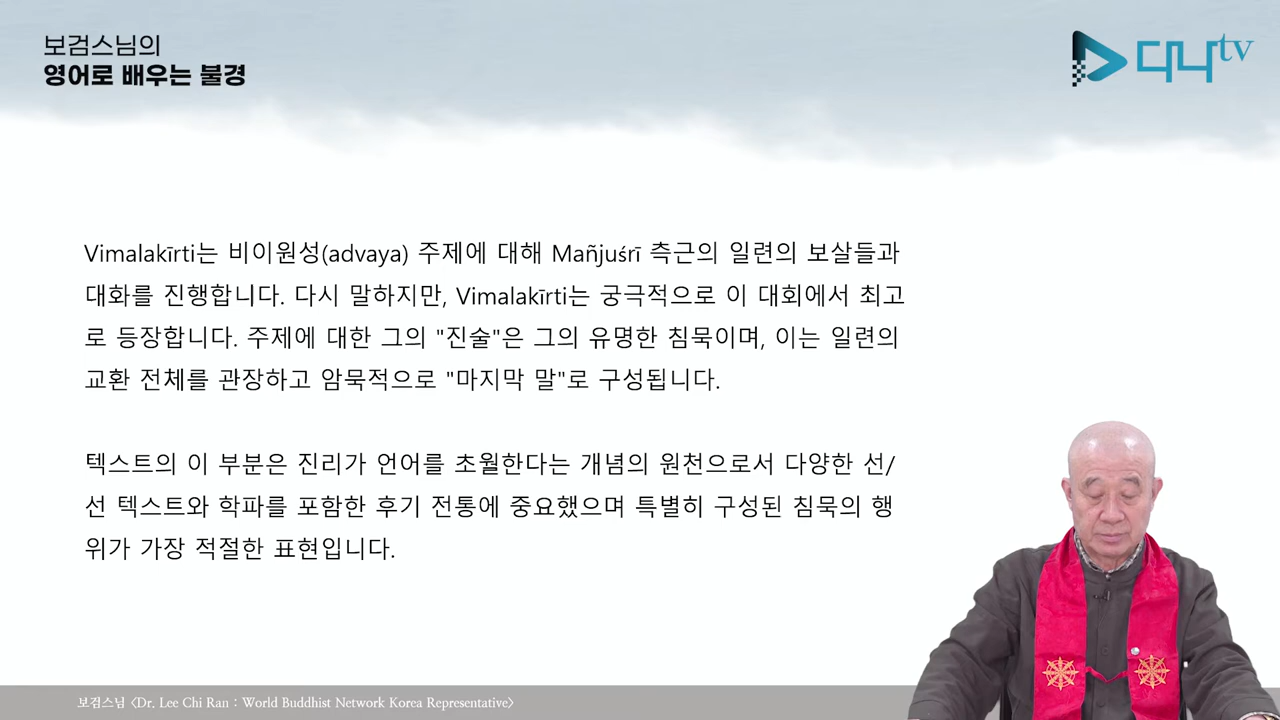 보검스님의
영어로 배우는 불경
디나tv
Vimalakīrti는 비이원성(advaya) 주제에 대해 Mañjuśrī 측근의 일련의 보살들과
대화를 진행합니다. 다시 말하지만, Vimalakīrti는 궁극적으로 이 대회에서 최고
로 등장합니다. 주제에 대한 그의 "진술"은 그의 유명한 침묵이며, 이는 일련의
교환 전체를 관장하고 암묵적으로 "마지막 말"로 구성됩니다.
텍스트의 이 부분은 진리가 언어를 초월한다는 개념의 원천으로서 다양한 선/
선 텍스트와 학파를 포함한 후기 전통에 중요했으며 특별히 구성된 침묵의 행
위가 가장 적절한 표현입니다.
보검스님 <Dr. Lee Chi Ran : World Buddhist Network Korea Representative>